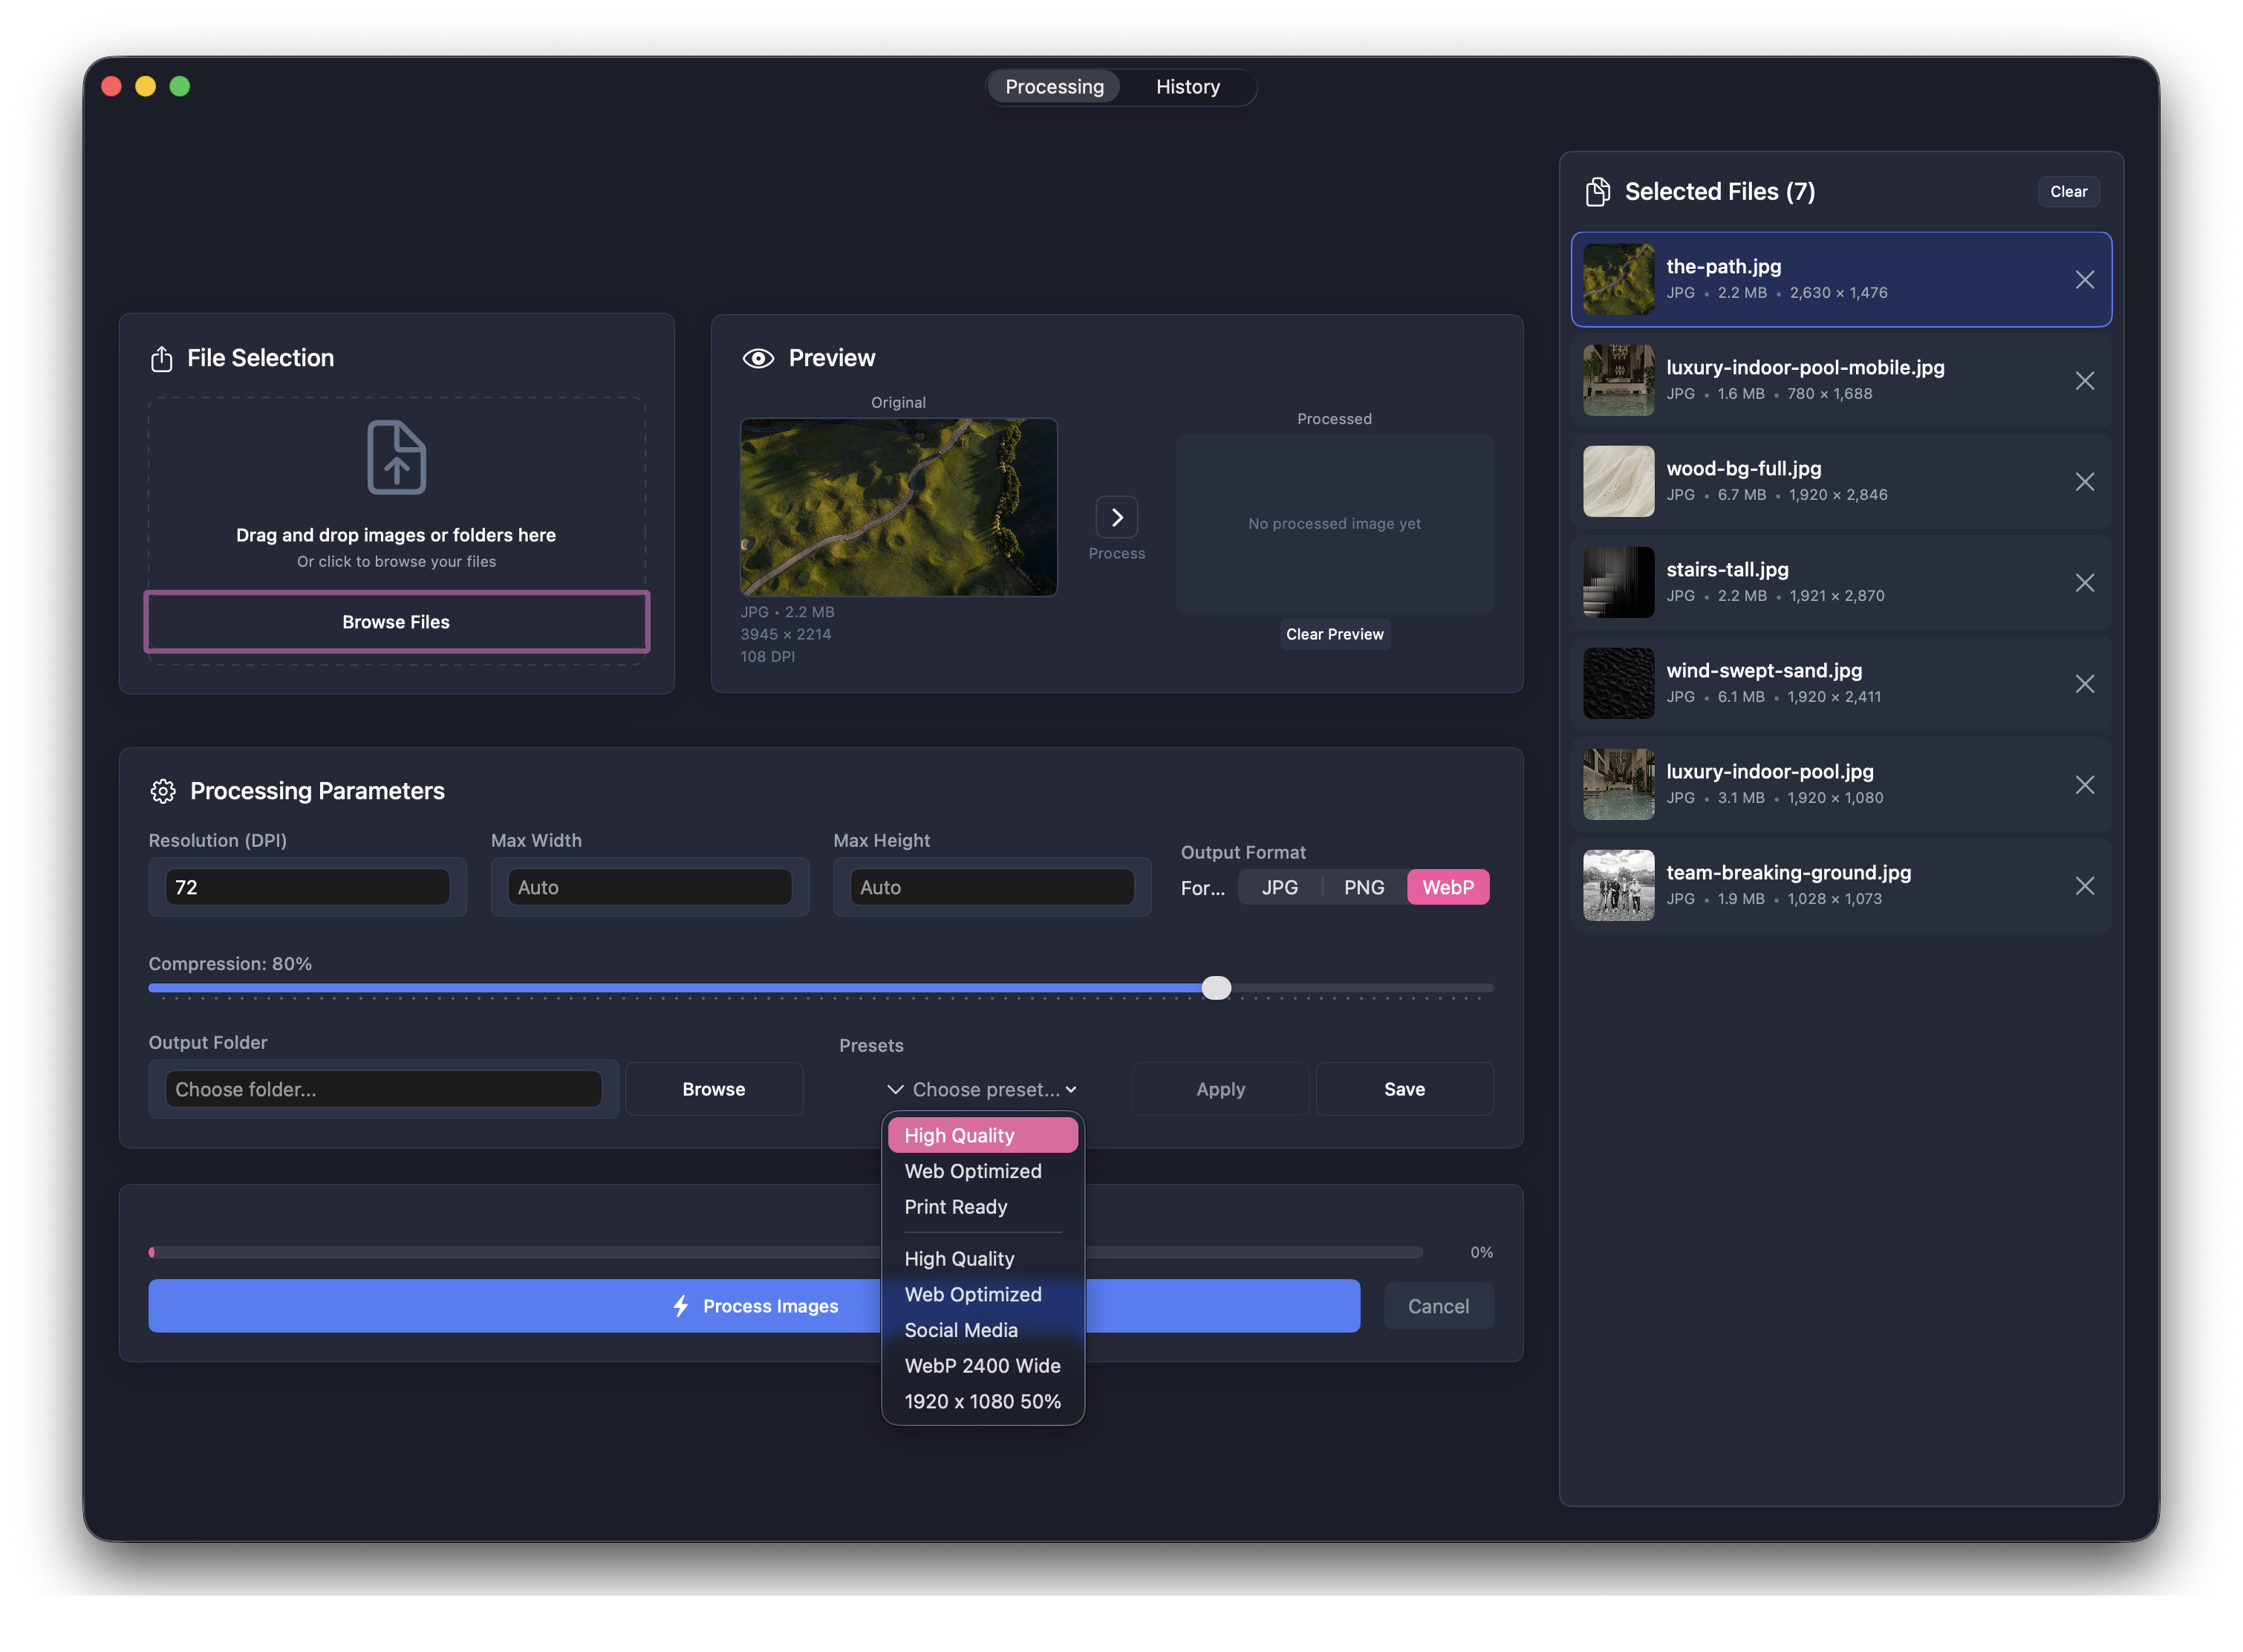 Processing
History
File Selection
Drag and drop images or folders here
Or click to browse your files
Browse Files
Preview
Original
JPG • 2.2 MB
3945 × 2214
108 DPI
Process
Processed
No processed image yet
Clear Preview
Processing Parameters
Resolution (DPI)
72
Max Width
Auto
Max Height
Auto
Output Format
For...
JPG
PNG
WebP
Compression: 80%
Output Folder
Choose folder...
Browse
Presets
Choose preset...
Apply
Save
High Quality
Web Optimized
Print Ready
High Quality
Web Optimized
Social Media
WebP 2400 Wide
1920 x 1080 50%
0%
Process Images
Cancel
Selected Files (7)
Clear
the-path.jpg
JPG • 2.2 MB • 2,630 × 1,476
luxury-indoor-pool-mobile.jpg
JPG • 1.6 MB • 780 × 1,688
wood-bg-full.jpg
JPG • 6.7 MB • 1,920 × 2,846
stairs-tall.jpg
JPG • 2.2 MB • 1,921 × 2,870
wind-swept-sand.jpg
JPG • 6.1 MB • 1,920 × 2,411
luxury-indoor-pool.jpg
JPG • 3.1 MB • 1,920 × 1,080
team-breaking-ground.jpg
JPG • 1.9 MB • 1,028 × 1,073